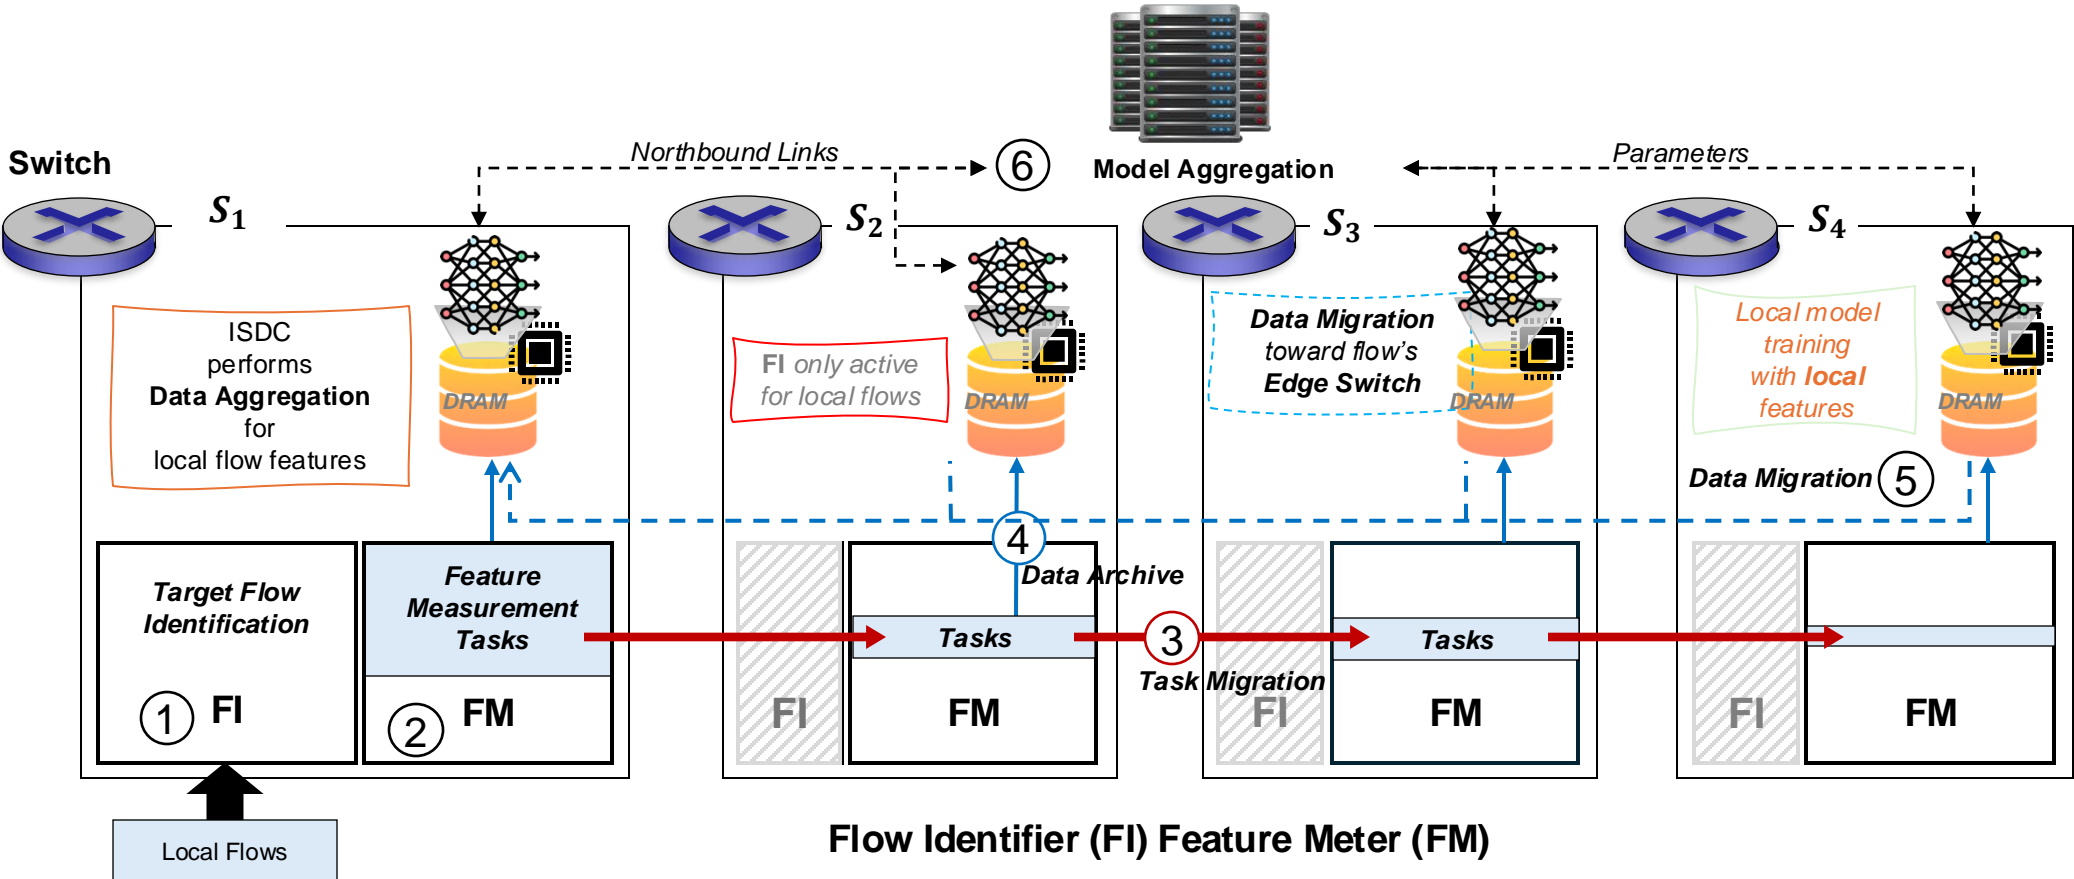 Switch
S1
S2
S3
S4
Northbound Links
6
Model Aggregation
Parameters
ISDC
performs
Data Aggregation
for
local flow features
DRAM
FI only active
for local flows
DRAM
Data Migration
toward flow's
Edge Switch
DRAM
Local model
training
with local
features
DRAM
Data Migration 5
Target Flow
Identification
1 FI
Feature
Measurement
Tasks
2 FM
4
Data Archive
FI
Tasks
FM
3
Task Migration
FI
Tasks
FM
FI
FM
Local Flows
Flow Identifier (FI) Feature Meter (FM)